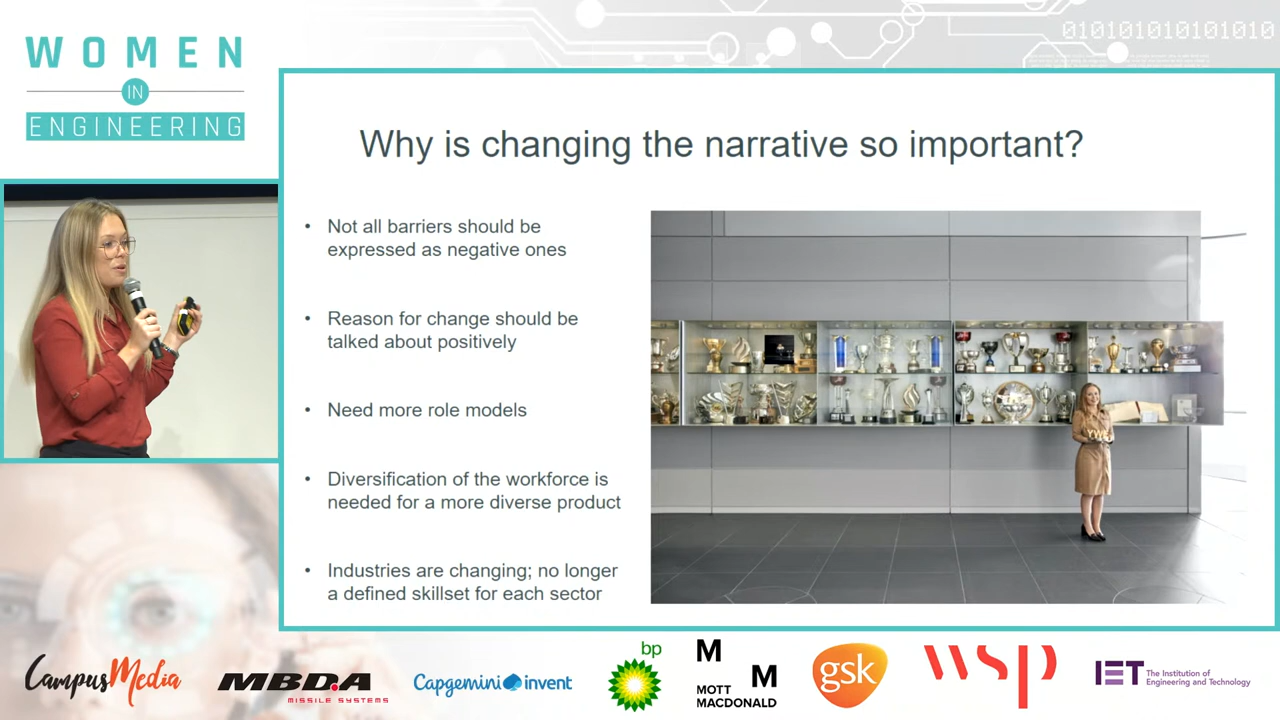 WOMEN
IN
ENGINEERING
010101010101010
Why is changing the narrative so important?
• Not all barriers should be
expressed as negative ones
• Reason for change should be
talked about positively
• Need more role models
• Diversification of the workforce is
needed for a more diverse product
• Industries are changing; no longer
a defined skillset for each sector
CampusMedia
MBDA
MISSILE SYSTEMS
Capgemini invent
bp
M
M
MOTT
MACDONALD
gsk
wsp
IET
The Institution of
Engineering and Technology